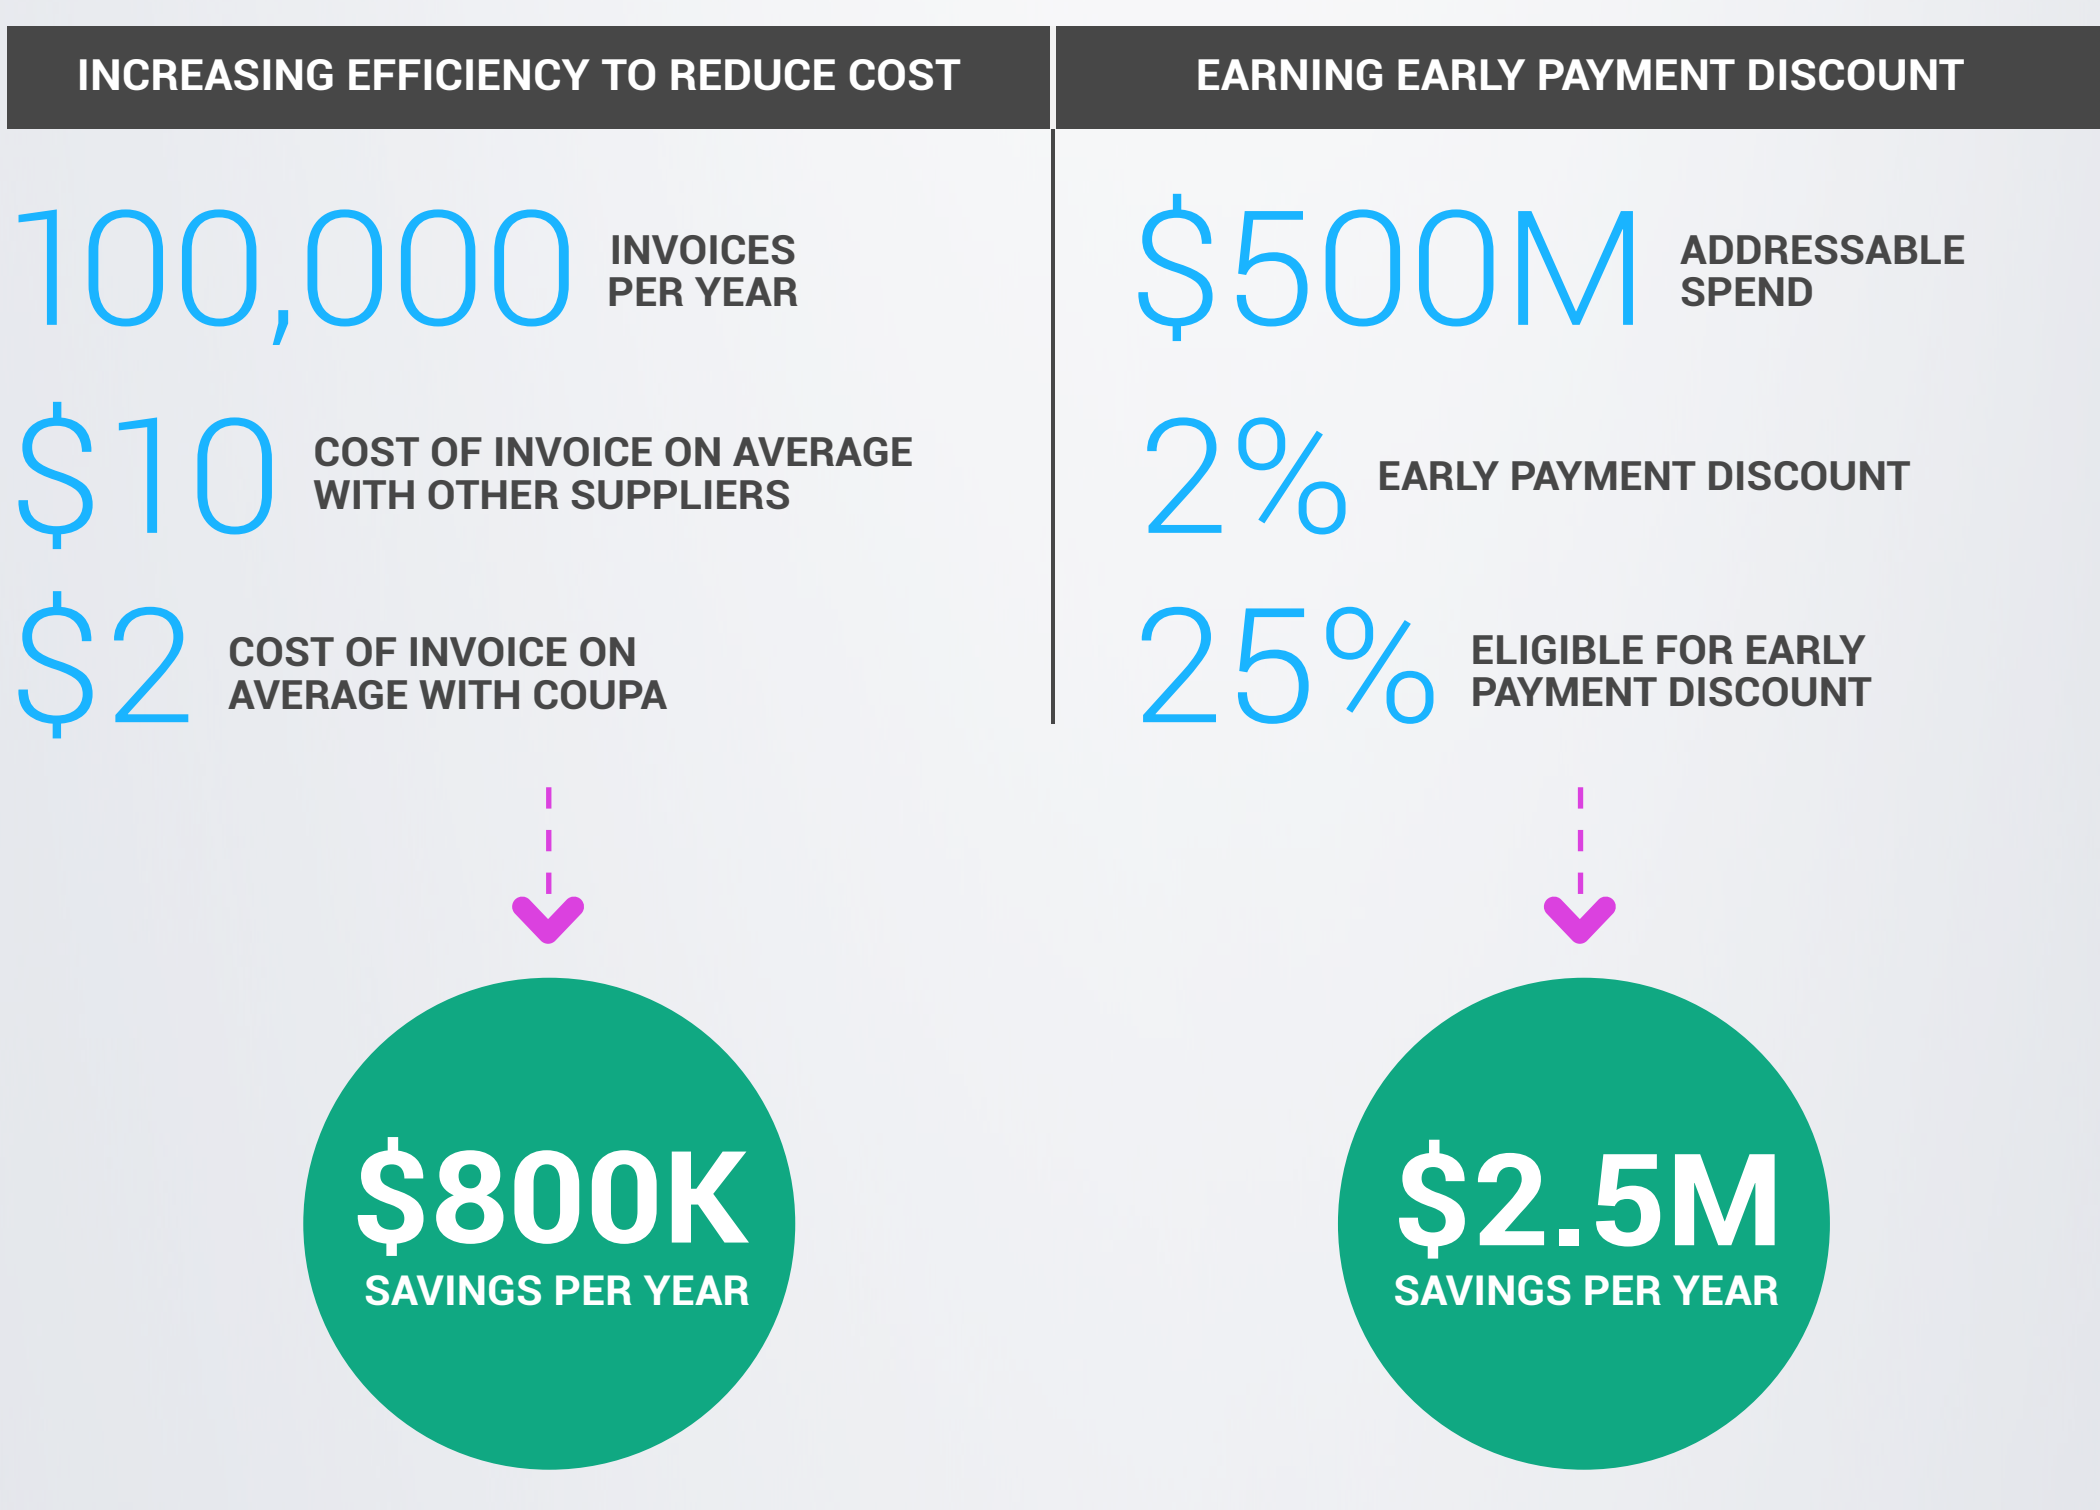 INCREASING EFFICIENCY TO REDUCE COST
100,000 INVOICES
PER YEAR
$10 COST OF INVOICE ON AVERAGE
WITH OTHER SUPPLIERS
$2 COST OF INVOICE ON
AVERAGE WITH COUPA
$800K
SAVINGS PER YEAR
EARNING EARLY PAYMENT DISCOUNT
$500M ADDRESSABLE
SPEND
2% EARLY PAYMENT DISCOUNT
25% ELIGIBLE FOR EARLY
PAYMENT DISCOUNT
$2.5M
SAVINGS PER YEAR